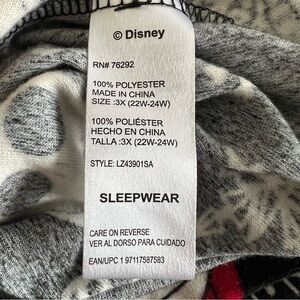 © Disney
RN# 76292
100% POLYESTER
MADE IN CHINA
SIZE :3X (22W-24W)
100% POLIÉSTER
HECHO EN CHINA
TALLA :3X (22W-24W)
STYLE: LZ43901SA
SLEEPWEAR
CARE ON REVERSE
VER AL DORSO PARA CUIDADO
EAN/UPC 1 97117587583